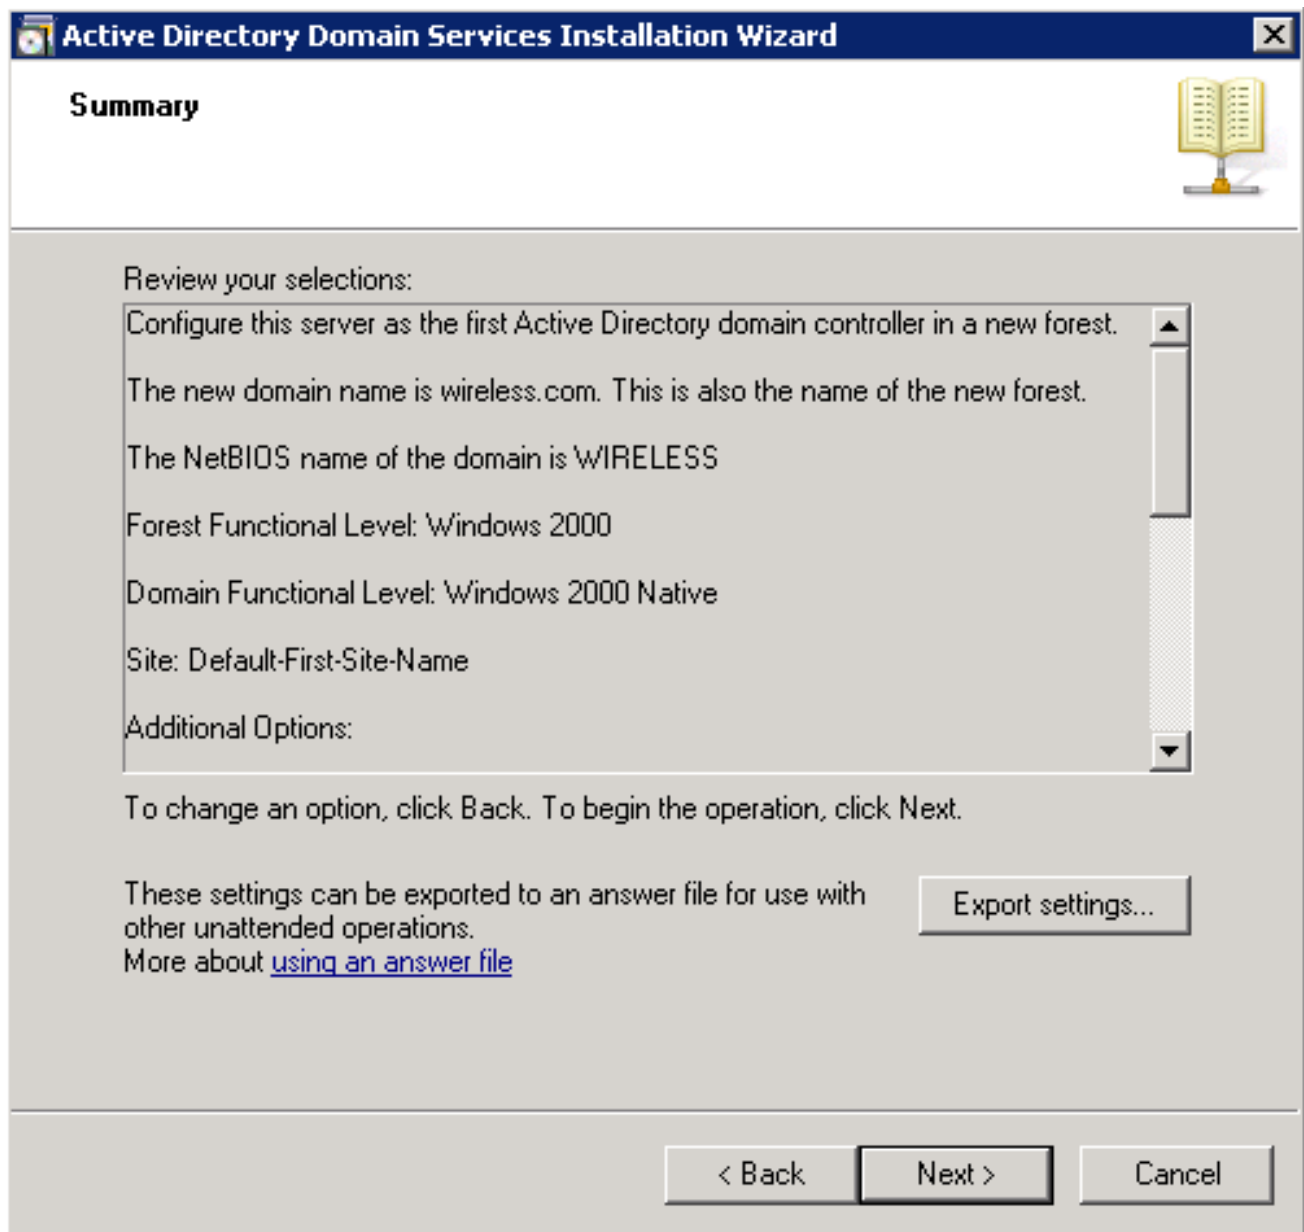 Active Directory Domain Services Installation Wizard
Summary
Review your selections:
Configure this server as the first Active Directory domain controller in a new forest.
The new domain name is wireless.com. This is also the name of the new forest.
The NetBIOS name of the domain is WIRELESS
Forest Functional Level: Windows 2000
Domain Functional Level: Windows 2000 Native
Site: Default-First-Site-Name
Additional Options:
To change an option, click Back. To begin the operation, click Next.
These settings can be exported to an answer file for use with
other unattended operations.
More about using an answer file
Export settings...
< Back
Next >
Cancel